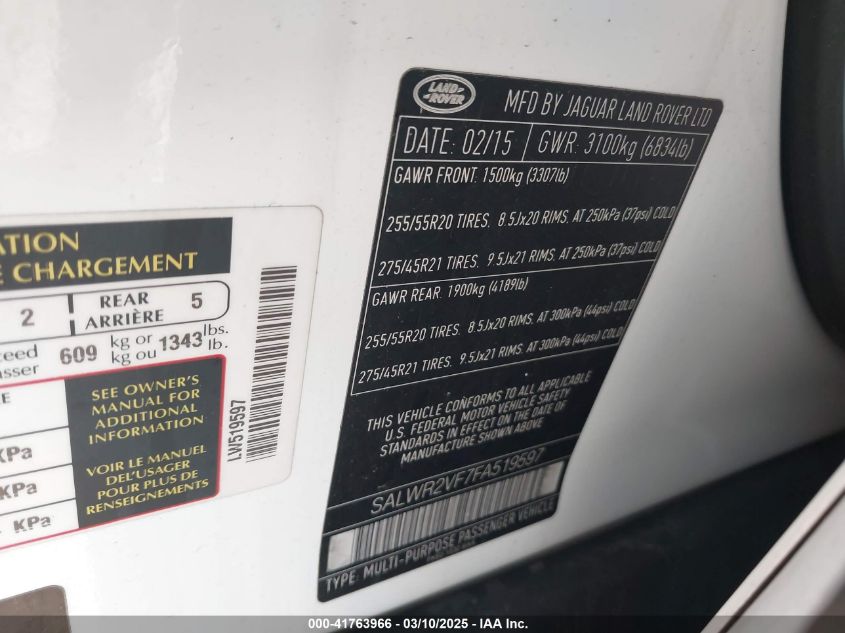 LAND ROVER
MFD BY JAGUAR LAND ROVER LTD
DATE: 02/15 GWR: 3100kg (6834lb)
GAWR FRONT: 1500kg (3307lb)
255/55R20 TIRES. 8.5Jx20 RIMS. AT 250kPa (37psi) COLD
275/45R21 TIRES. 9.5Jx21 RIMS. AT 250kPa (37psi) COLD
GAWR REAR: 1900kg (4189lb)
255/55R20 TIRES. 8.5Jx20 RIMS. AT 300kPa (44psi) COLD
275/45R21 TIRES. 9.5Jx21 RIMS. AT 300kPa (44psi) COLD
THIS VEHICLE CONFORMS TO ALL APPLICABLE
U.S. FEDERAL MOTOR VEHICLE SAFETY
STANDARDS IN EFFECT ON THE DATE OF
MANUFACTURE SHOWN ABOVE
SALWR2VF7FA519597
TYPE: MULTI-PURPOSE PASSENGER VEHICLE
CHARGEMENT
2 REAR 5
ARRIÈRE
609 kg or 1343 lbs.
kg ou lb.
SEE OWNER'S
MANUAL FOR
ADDITIONAL
INFORMATION
VOIR LE MANUEL
DEL'USAGER
POUR PLUS DE
RENSEIGNEMENTS
KPa
KPa
KPa
LW519597
000-41763966 - 03/10/2025 - IAA Inc.